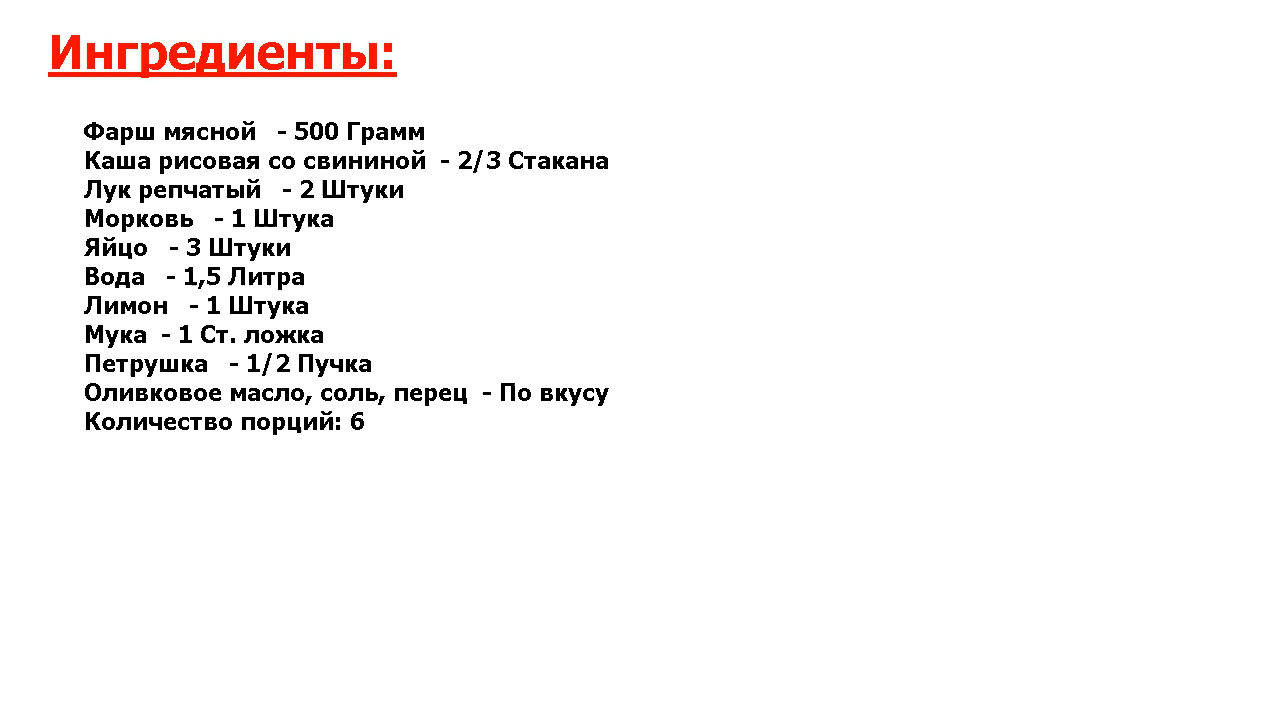 Ингредиенты:
Фарш мясной - 500 Грамм
Каша рисовая со свининой - 2/3 Стакана
Лук репчатый - 2 Штуки
Морковь - 1 Штука
Яйцо - 3 Штуки
Вода - 1,5 Литра
Лимон - 1 Штука
Мука - 1 Ст. ложка
Петрушка - 1/2 Пучка
Оливковое масло, соль, перец - По вкусу
Количество порций: 6